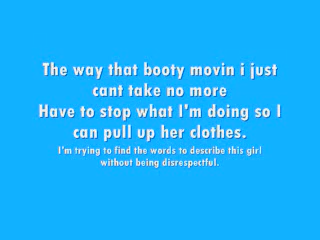 The way that booty movin i just
cant take no more
Have to stop what I'm doing so I
can pull up her clothes.
I'm trying to find the words to describe this girl
without being disrespectful.